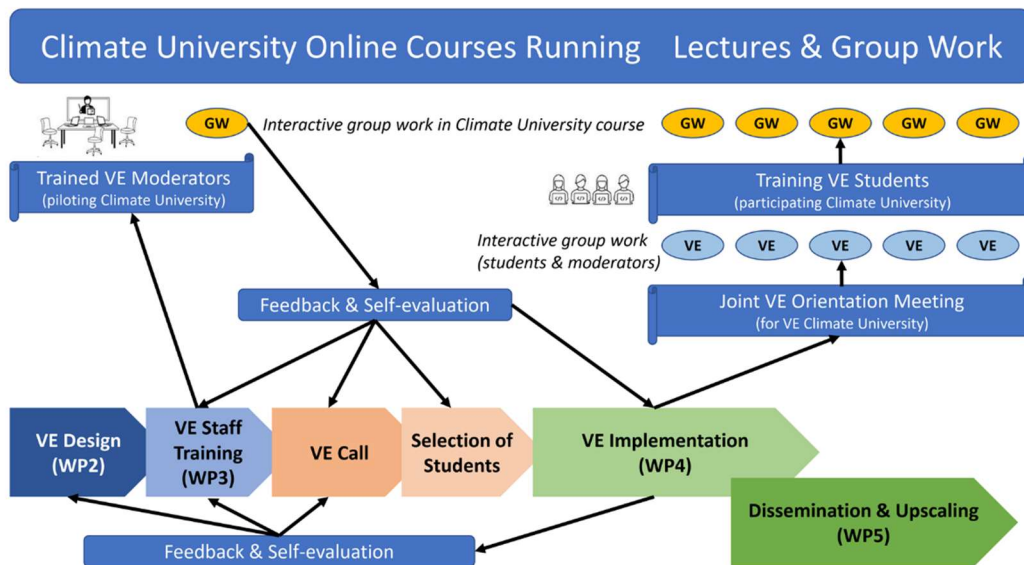 Climate University Online Courses Running Lectures & Group Work
GW
Interactive group work in Climate University course
GW GW GW GW GW
Trained VE Moderators
(piloting Climate University)
Training VE Students
(participating Climate University)
Interactive group work
(students & moderators)
VE VE VE VE VE
Feedback & Self-evaluation
Joint VE Orientation Meeting
(for VE Climate University)
VE Design
(WP2)
VE Staff
Training
(WP3)
VE Call
Selection of
Students
VE Implementation
(WP4)
Dissemination & Upscaling
(WP5)
Feedback & Self-evaluation